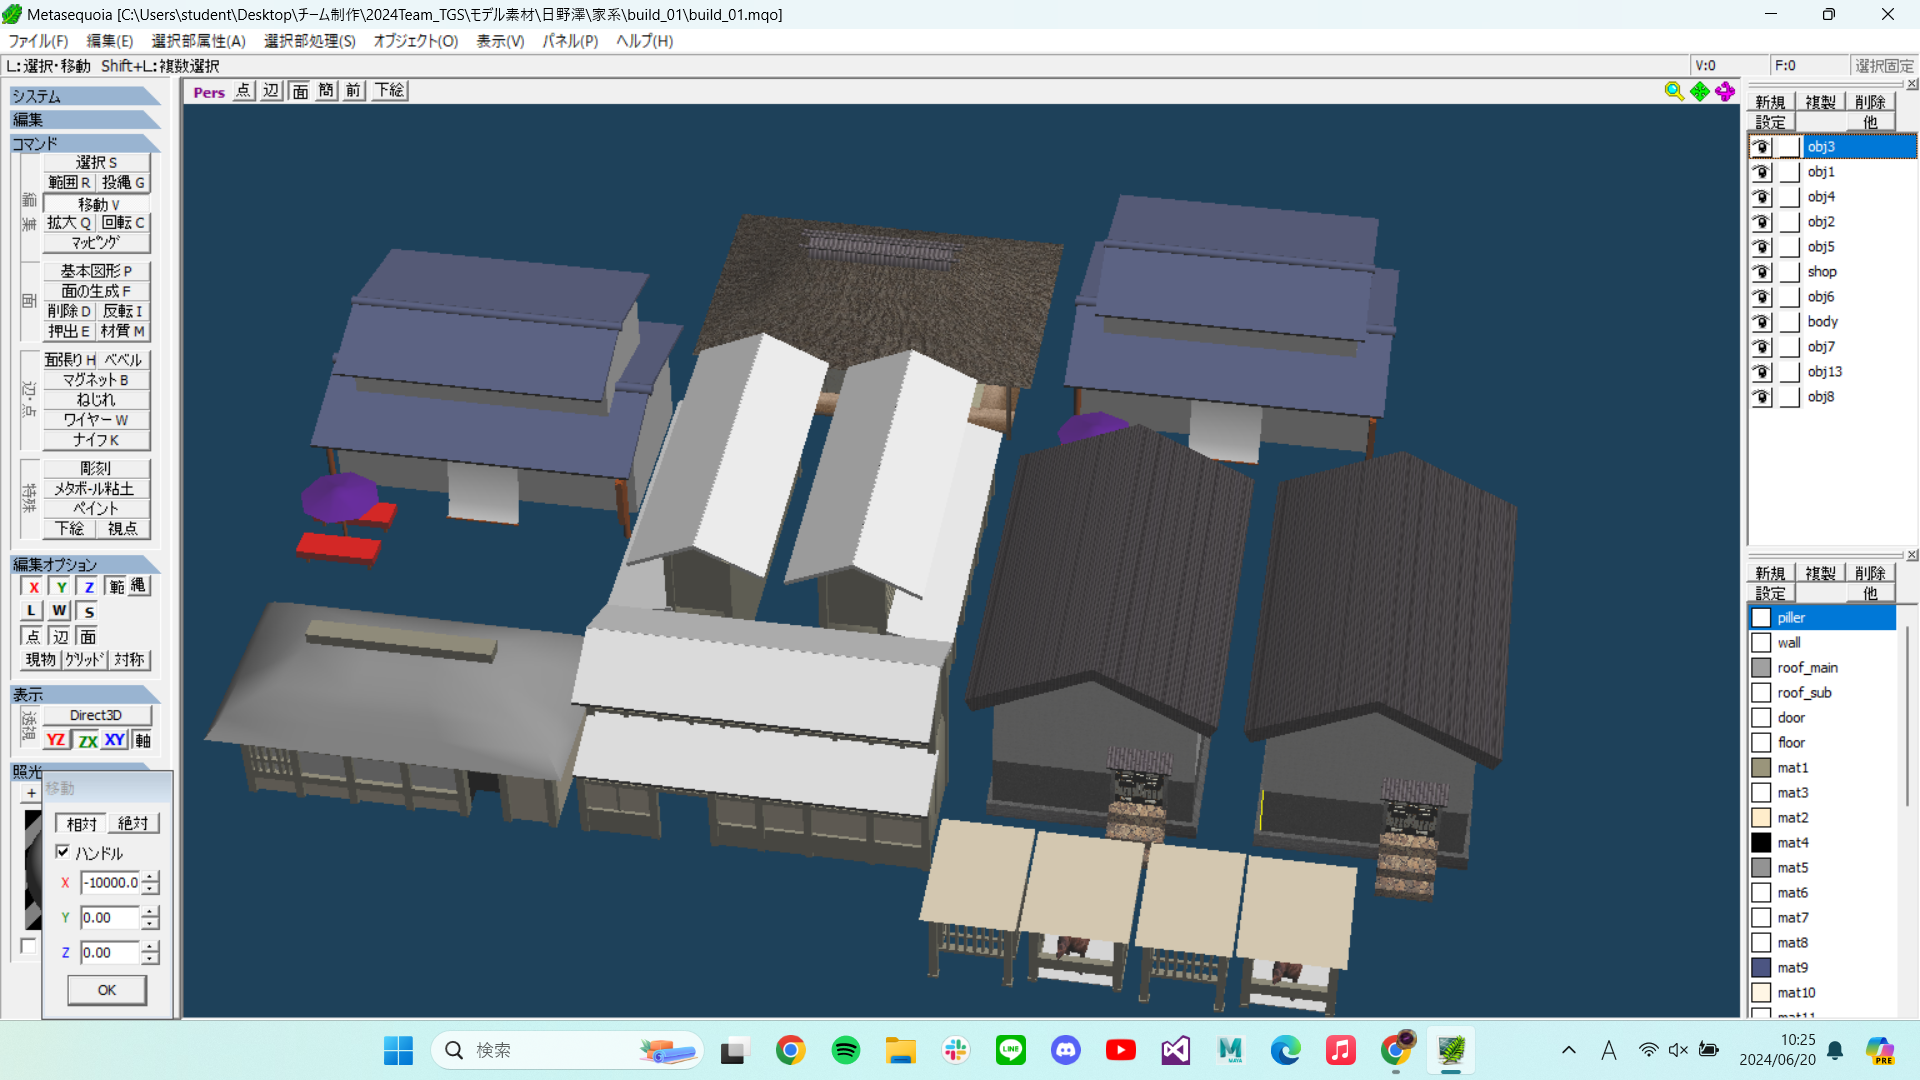 Metasequoia [C:\Users\student\Desktop\チーム制作\2024Team_TGS\モデル素材\日野澤\家系\build_01\build_01.mqo]
ファイル(F) 編集(E) 選択部属性(A) 選択部処理(S) オブジェクト(O) 表示(V) パネル(P) ヘルプ(H)
L:選択・移動 Shift+L:複数選択
V:0
F:0
選択固定
システム
編集
コマンド
編集
選択 S
範囲 R 投縄 G
移動 V
拡大 Q 回転 C
マッピング
面
基本図形 P
面の生成 F
削除 D 反転 I
押出 E 材質 M
辺・点
面張り H ベベル
マグネット B
ねじれ
ワイヤー W
ナイフ K
特殊
彫刻
メタボール粘土
ペイント
下絵 視点
編集オプション
X Y Z 範 縄
L W S
点 辺 面
現物 グリッド 対称
表示
透視
Direct3D
YZ ZX XY 軸
照光
+
移動
相対 絶対
ハンドル
X -10000.0
Y 0.00
Z 0.00
OK
Pers 点 辺 面 簡 前 下絵
新規 複製 削除
設定 他
obj3
obj1
obj4
obj2
obj5
shop
obj6
body
obj7
obj13
obj8
新規 複製 削除
設定 他
piller
wall
roof_main
roof_sub
door
floor
mat1
mat3
mat2
mat4
mat5
mat6
mat7
mat8
mat9
mat10
mat11
検索
LINE
MAYA
A
10:25
2024/06/20
PRE